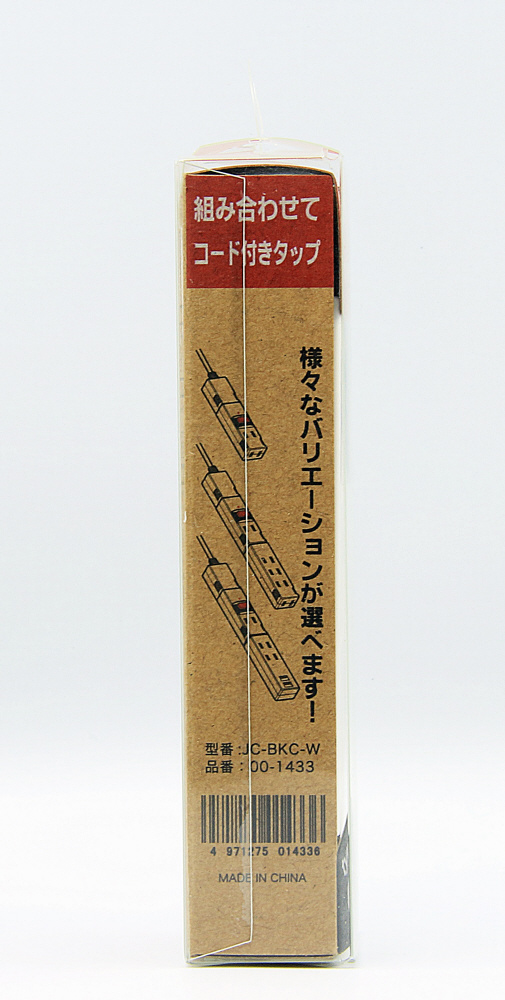 組み合わせて
コード付きタップ
様々なバリエーションが選べます!
型番:JC-BKC-W
品番:00-1433
4 971275 014336
MADE IN CHINA